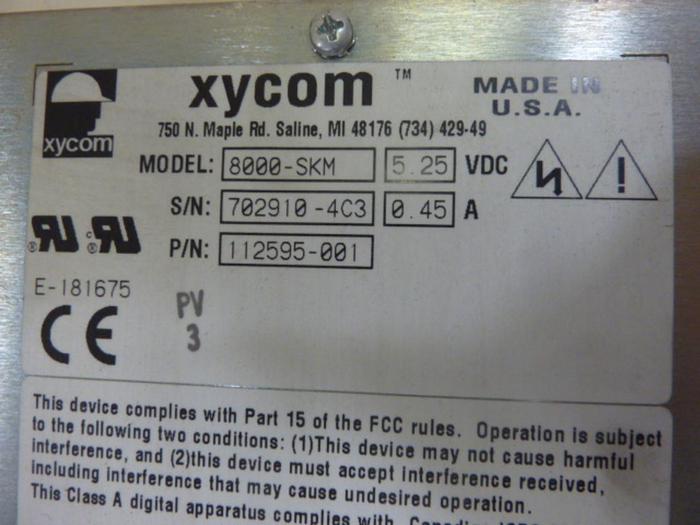 xycom
xycom™
MADE IN
U.S.A.
750 N. Maple Rd. Saline, MI 48176 (734) 429-49
MODEL: 8000-SKM 5.25 VDC
S/N: 702910-4C3 0.45 A
P/N: 112595-001
E-181675
CE
PV
3
This device complies with Part 15 of the FCC rules. Operation is subject
to the following two conditions: (1)This device may not cause harmful
interference, and (2)this device must accept interference received,
including interference that may cause undesired operation.
This Class A digital apparatus complies with Canadian